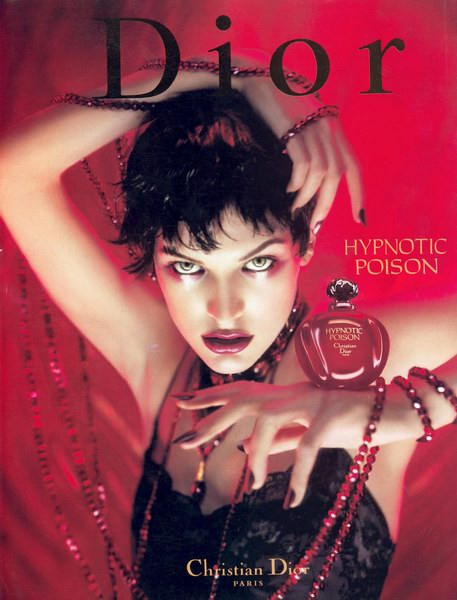 Dior
HYPNOTIC
POISON
HYPNOTIC
POISON
Christian
Dior
Christian Dior
PARIS